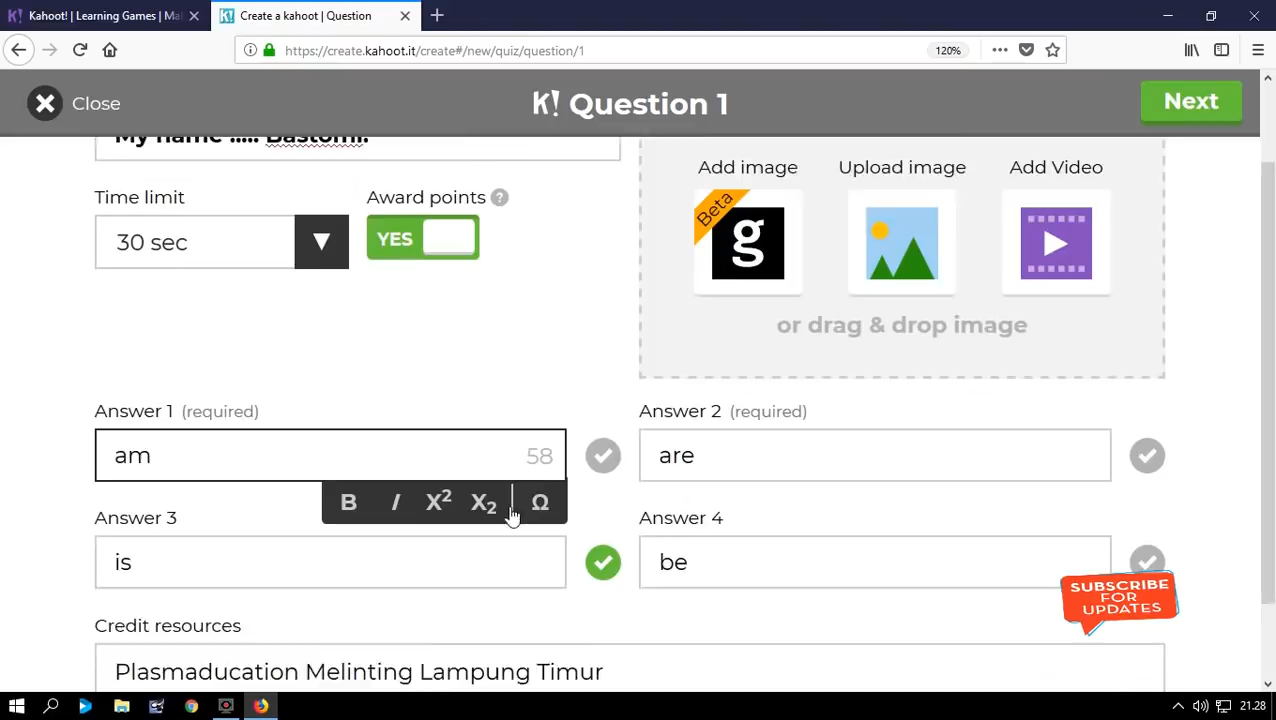 Kahoot! | Learning Games | Ma
Create a kahoot | Question
https://create.kahoot.it/create#/new/quiz/question/1
120%
Close
K! Question 1
Next
My name ..... Bastomi.
Time limit
Award points ?
30 sec
YES
Add image
Upload image
Add Video
Beta
g
or drag & drop image
Answer 1 (required)
Answer 2 (required)
am
58
are
B I X² X₂ Ω
Answer 3
Answer 4
is
be
SUBSCRIBE
FOR
UPDATES
Credit resources
Plasmaducation Melinting Lampung Timur
21.28